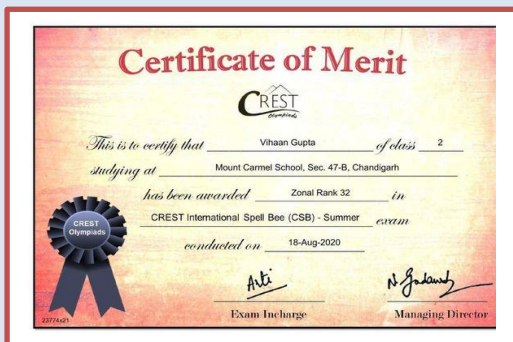 Certificate of Merit
CREST
Olympiads
This is to certify that Vihaan Gupta of class 2
studying at Mount Carmel School, Sec. 47-B, Chandigarh
has been awarded Zonal Rank 32 in
CREST International Spell Bee (CSB) - Summer exam
conducted on 18-Aug-2020
CREST
Olympiads
Arti
Exam Incharge
Managing Director
23774x21